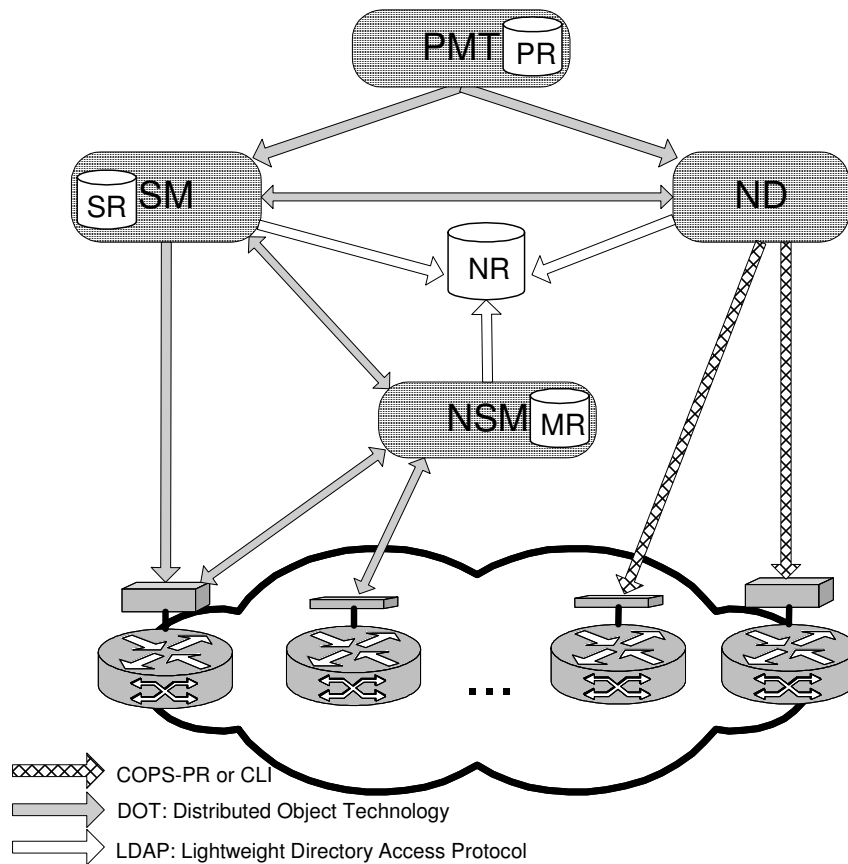 PMT
PR
SM
SR
ND
NR
NSM
MR
...
COPS-PR or CLI
DOT: Distributed Object Technology
LDAP: Lightweight Directory Access Protocol